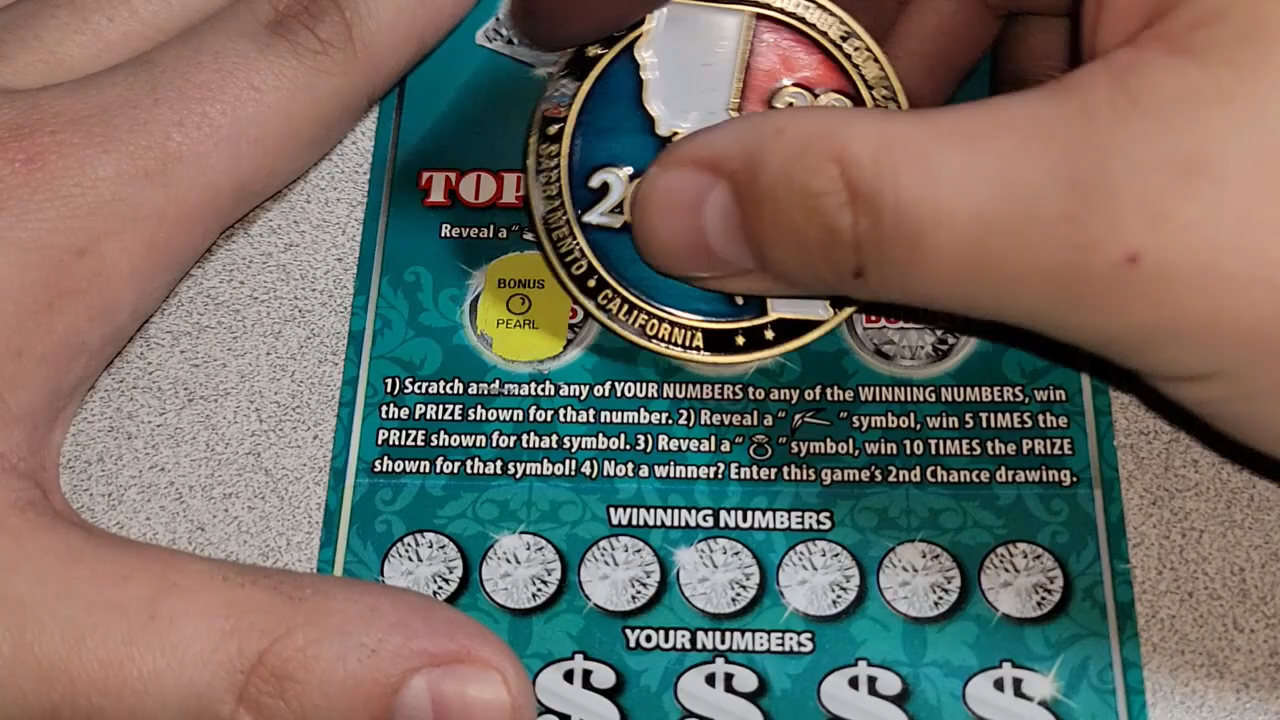 TOP
Reveal a "
BONUS
PEARL
SACRAMENTO • CALIFORNIA
1) Scratch and match any of YOUR NUMBERS to any of the WINNING NUMBERS, win
the PRIZE shown for that number. 2) Reveal a " " symbol, win 5 TIMES the
PRIZE shown for that symbol. 3) Reveal a " " symbol, win 10 TIMES the PRIZE
shown for that symbol! 4) Not a winner? Enter this game's 2nd Chance drawing.
WINNING NUMBERS
YOUR NUMBERS
$ $ $ $